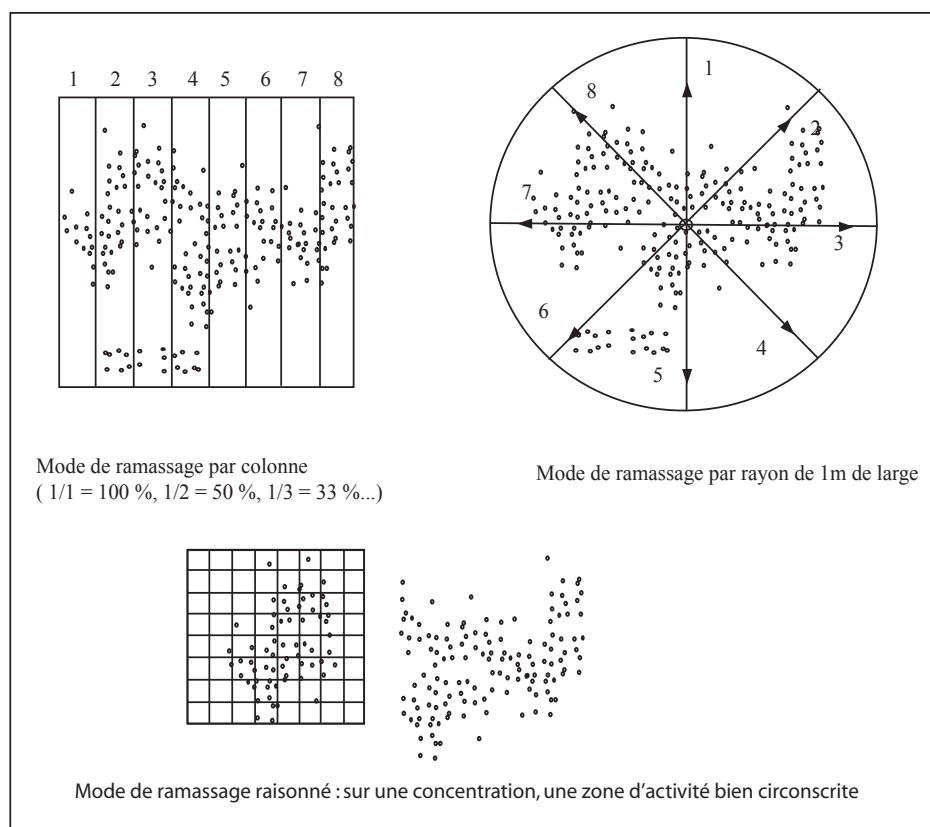 1 2 3 4 5 6 7 8
1
2
3
4
5
6
7
8
Mode de ramassage par colonne
( 1/1 = 100 %, 1/2 = 50 %, 1/3 = 33 %...)
Mode de ramassage par rayon de 1m de large
Mode de ramassage raisonné : sur une concentration, une zone d'activité bien circonscrite